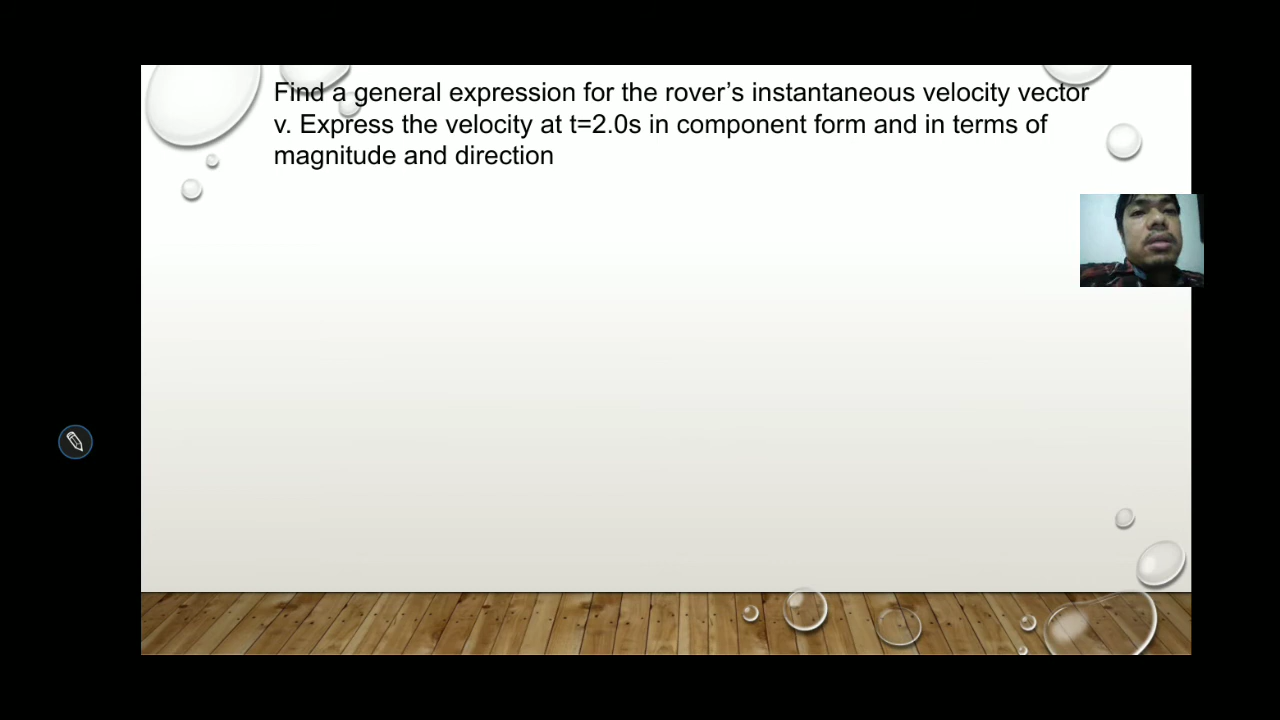 Find a general expression for the rover’s instantaneous velocity vector
v. Express the velocity at t=2.0s in component form and in terms of
magnitude and direction